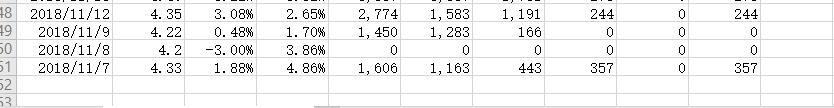 48 2018/11/12 4.35 3.08% 2.65% 2,774 1,583 1,191 244 0 244
49 2018/11/9 4.22 0.48% 1.70% 1,450 1,283 166 0 0 0
50 2018/11/8 4.2 -3.00% 3.86% 0 0 0 0 0 0
51 2018/11/7 4.33 1.88% 4.86% 1,606 1,163 443 357 0 357
52
53